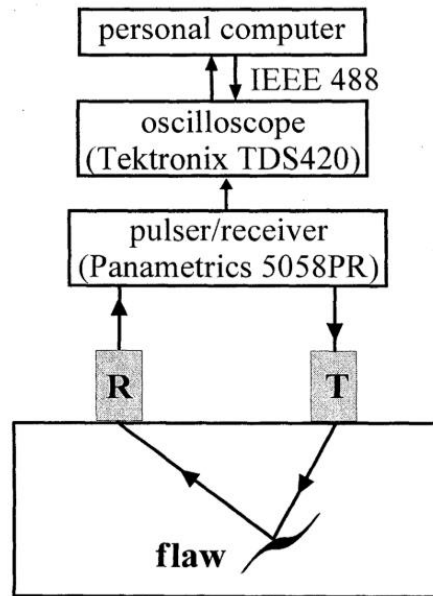 personal computer
IEEE 488
oscilloscope
(Tektronix TDS420)
pulser/receiver
(Panametrics 5058PR)
R
T
flaw